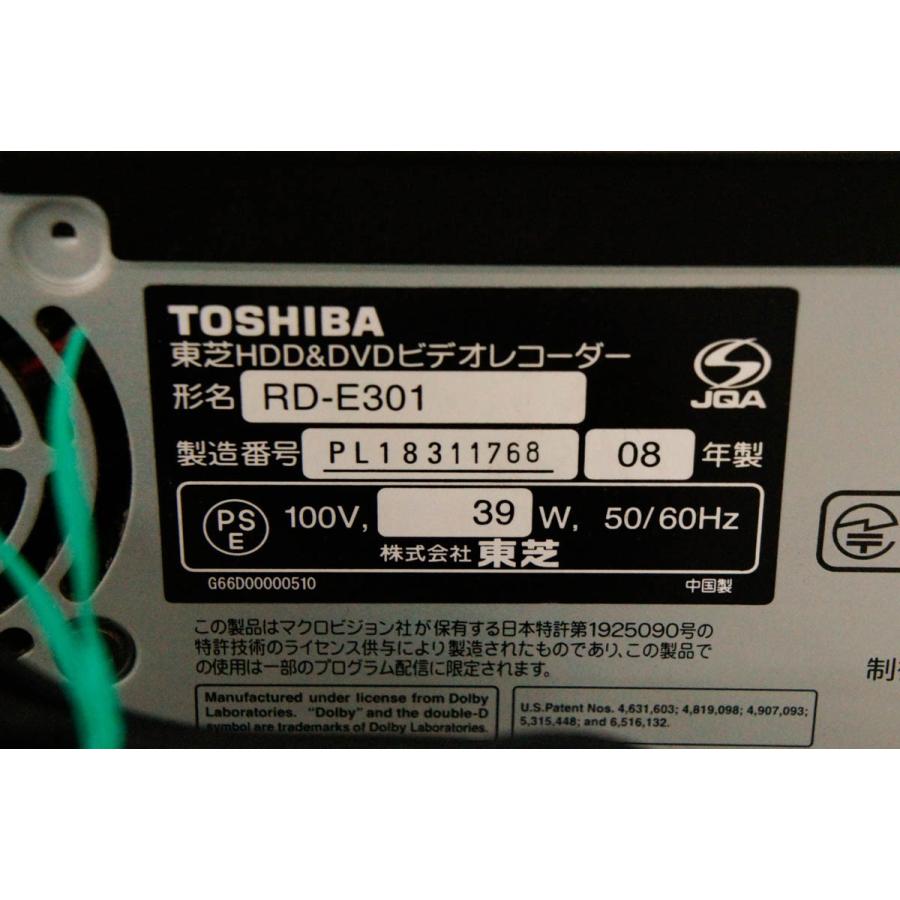 TOSHIBA
東芝HDD&DVDビデオレコーダー
形名 RD-E301
JQA
製造番号 PL18311768 08 年製
PS E 100V, 39 W, 50/60Hz
株式会社 東芝
G66D00000510 中国製
この製品はマクロビジョン社が保有する日本特許第1925090号の
特許技術のライセンス供与により製造されたものであり、この製品で
の使用は一部のプログラム配信に限定されます。
制
Manufactured under license from Dolby
Laboratories. "Dolby" and the double-D
symbol are trademarks of Dolby Laboratories.
U.S.Patent Nos. 4,631,603; 4,819,098; 4,907,093;
5,315,448; and 6,516,132.